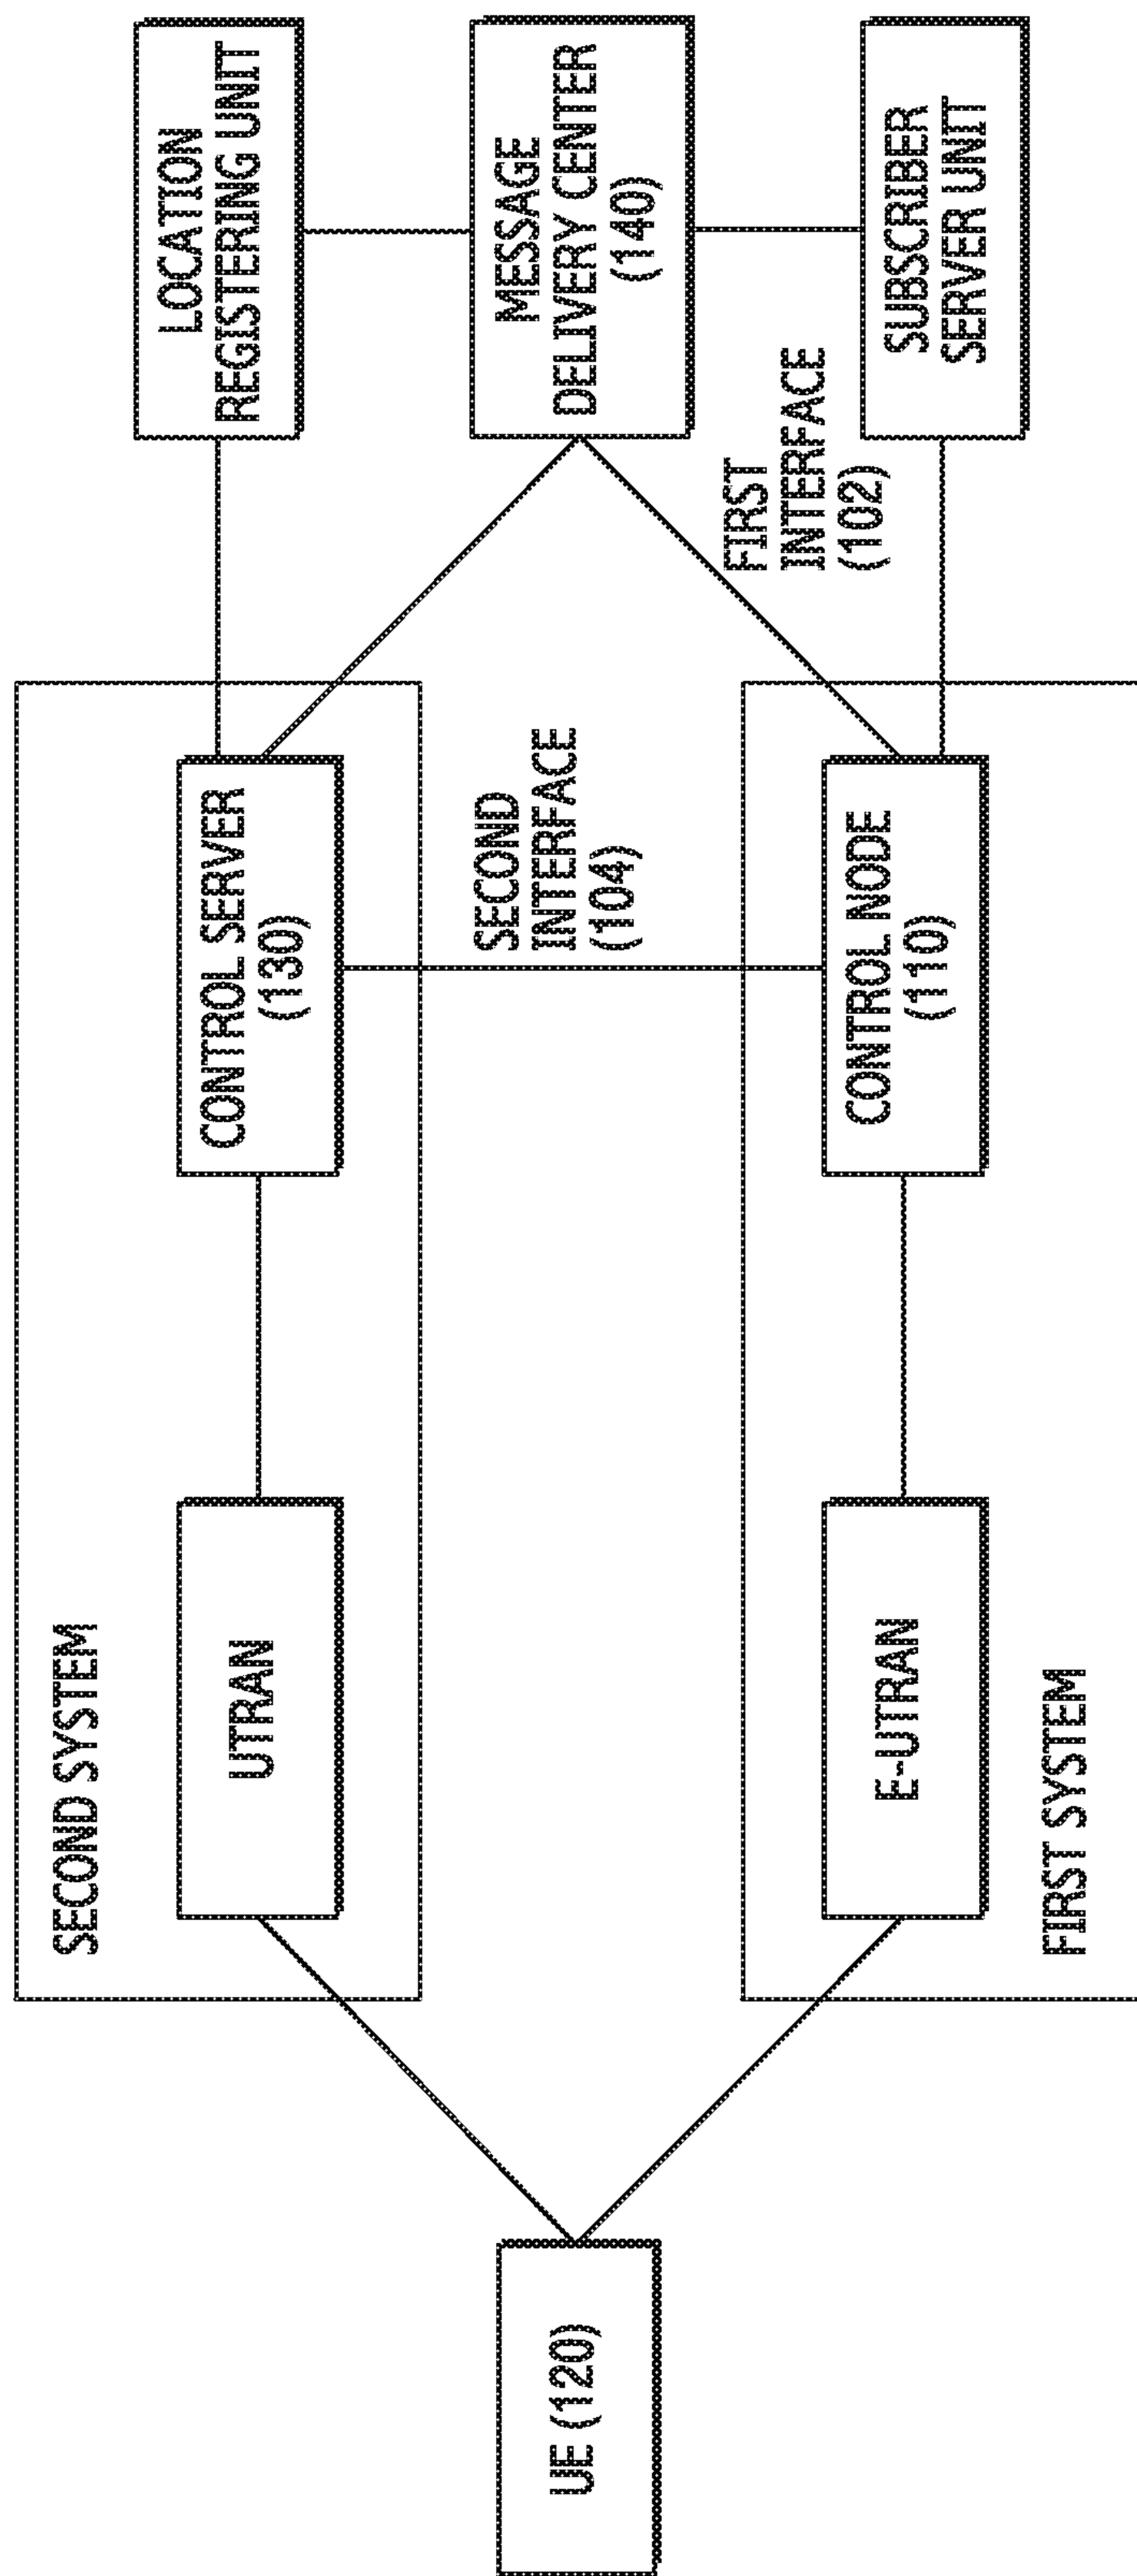 SECOND SYSTEM
UTRAN
CONTROL SERVER
(130)
LOCATION
REGISTERING UNIT
UE (120)
SECOND
INTERFACE
(104)
MESSAGE
DELIVERY CENTER
(140)
FIRST
INTERFACE
(102)
E-UTRAN
CONTROL NODE
(110)
SUBSCRIBER
SERVER UNIT
FIRST SYSTEM